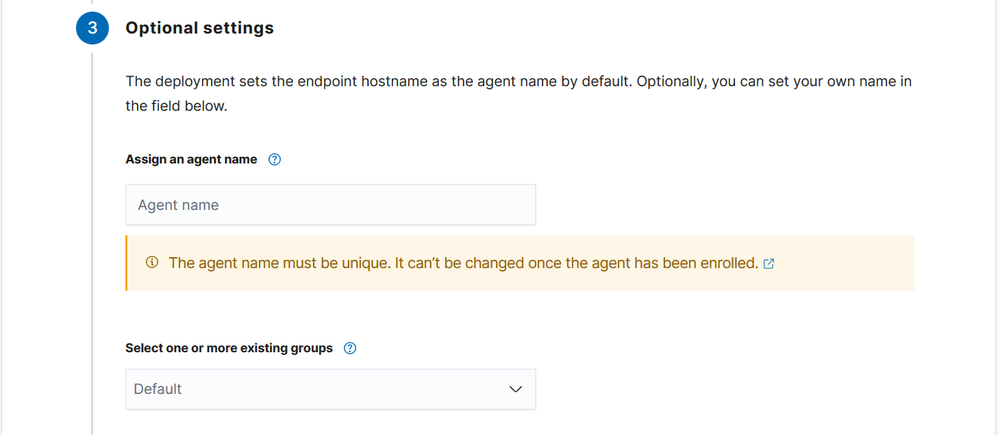 3 Optional settings
The deployment sets the endpoint hostname as the agent name by default. Optionally, you can set your own name in
the field below.
Assign an agent name ?
Agent name
The agent name must be unique. It can’t be changed once the agent has been enrolled.
Select one or more existing groups ?
Default